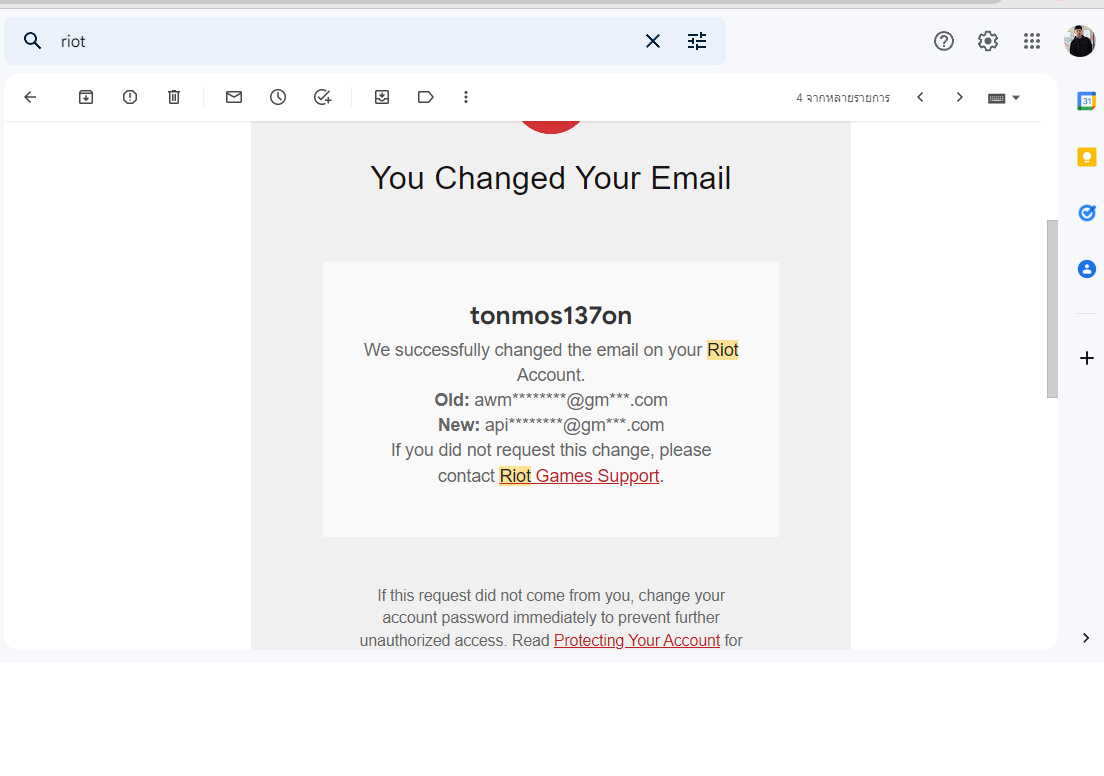 riot
4 จากหลายรายการ
31
You Changed Your Email
tonmos137on
We successfully changed the email on your Riot
Account.
Old: awm********@gm***.com
New: api********@gm***.com
If you did not request this change, please
contact Riot Games Support.
If this request did not come from you, change your
account password immediately to prevent further
unauthorized access. Read Protecting Your Account for